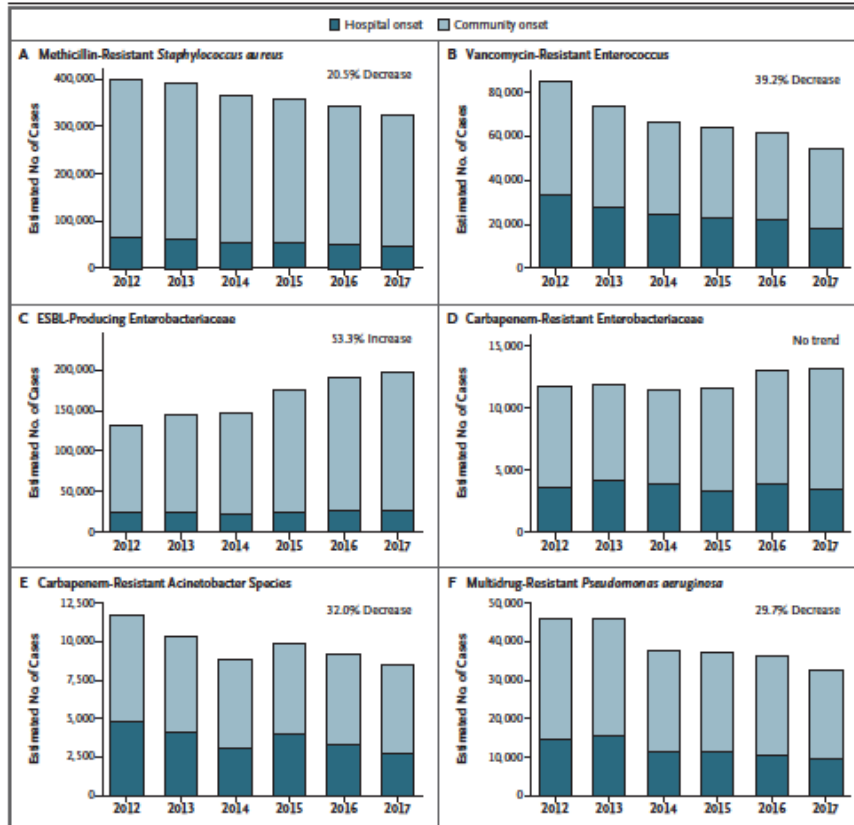 Hospital onset Community onset
A Methicillin-Resistant Staphylococcus aureus
20.5% Decrease
Estimated No. of Cases
400,000
300,000
200,000
100,000
0
2012 2013 2014 2015 2016 2017
B Vancomycin-Resistant Enterococcus
39.2% Decrease
Estimated No. of Cases
80,000
60,000
40,000
20,000
0
2012 2013 2014 2015 2016 2017
C ESBL-Producing Enterobacteriaceae
53.3% Increase
Estimated No. of Cases
200,000
150,000
100,000
50,000
0
2012 2013 2014 2015 2016 2017
D Carbapenem-Resistant Enterobacteriaceae
No trend
Estimated No. of Cases
15,000
10,000
5,000
0
2012 2013 2014 2015 2016 2017
E Carbapenem-Resistant Acinetobacter Species
32.0% Decrease
Estimated No. of Cases
12,500
10,000
7,500
5,000
2,500
0
2012 2013 2014 2015 2016 2017
F Multidrug-Resistant Pseudomonas aeruginosa
29.7% Decrease
Estimated No. of Cases
50,000
40,000
30,000
20,000
10,000
0
2012 2013 2014 2015 2016 2017